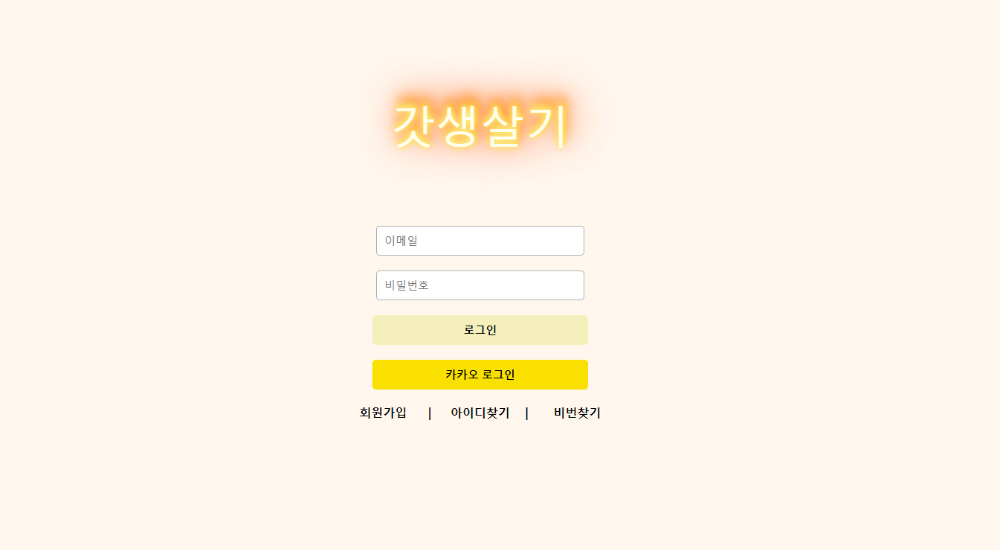 갓생살기
이메일
비밀번호
로그인
카카오 로그인
회원가입 | 아이디찾기 | 비번찾기